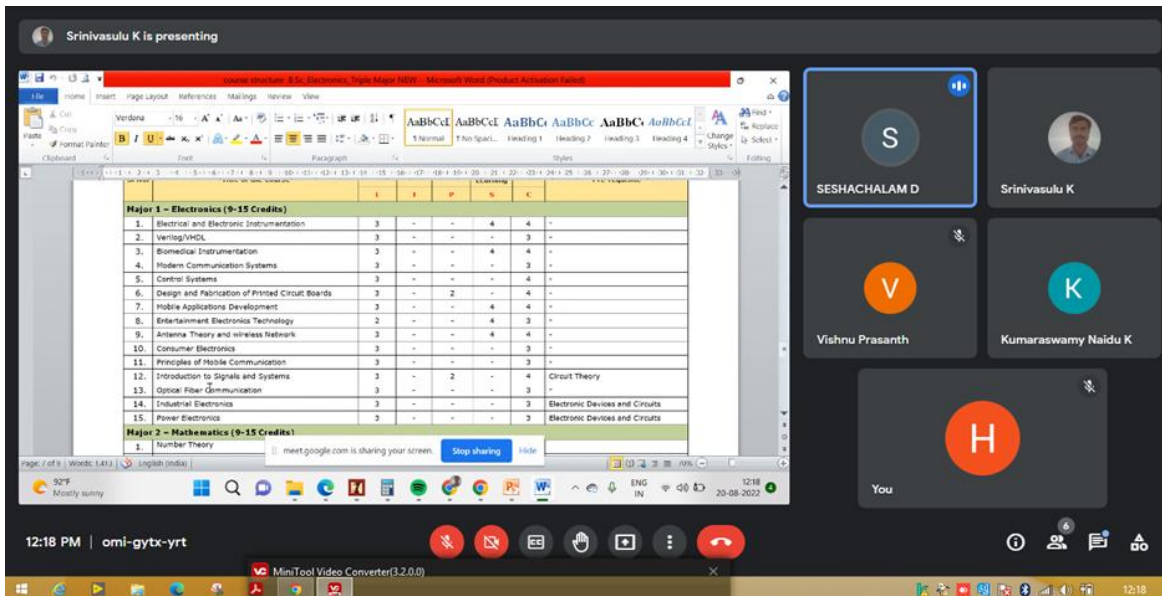 Srinivasulu K is presenting
course structure B.Sc_Electronics_Triple Major NEW - Microsoft Word (Product Activation Failed)
File Home Insert Page Layout References Mailings Review View
Cut
Copy
Paste
Format Painter
Verdana 16
B I U
AaBbCcI AaBbCcI AaBbC AaBbCc AaBbC AaBbCcI
1 Normal 1 No Spaci... Heading 1 Heading 2 Heading 3 Heading 4
Change Styles
Find
Replace
Select
Clipboard Font Paragraph Styles Editing
Learning
P S C
Major 1 – Electronics (9-15 Credits)
1. Electrical and Electronic Instrumentation 3 - - 4 4 -
2. Verilog/VHDL 3 - - - 3 -
3. Biomedical Instrumentation 3 - - 4 4 -
4. Modern Communication Systems 3 - - - 3 -
5. Control Systems 3 - - - 4 -
6. Design and Fabrication of Printed Circuit Boards 3 - 2 - 4 -
7. Mobile Applications Development 3 - - 4 4 -
8. Entertainment Electronics Technology 2 - - 4 3 -
9. Antenna Theory and wireless Network 3 - - 4 4 -
10. Consumer Electronics 3 - - - 3 -
11. Principles of Mobile Communication 3 - - - 3 -
12. Introduction to Signals and Systems 3 - 2 - 4 Circuit Theory
13. Optical Fiber Communication 3 - - - 3 -
14. Industrial Electronics 3 - - - 3 Electronic Devices and Circuits
15. Power Electronics 3 - - - 3 Electronic Devices and Circuits
Major 2 – Mathematics (9-15 Credits)
1. Number Theory
meet.google.com is sharing your screen. Stop sharing Hide
Page: 7 of 9 Words: 1,413 English (India) 70%
92°F
Mostly sunny
ENG
IN
12:18
20-08-2022
S
SESHACHALAM D
Srinivasulu K
V
Vishnu Prasanth
K
Kumaraswamy Naidu K
H
You
12:18 PM | omi-gytx-yrt
6
MiniTool Video Converter(3.2.0.0)
12:18